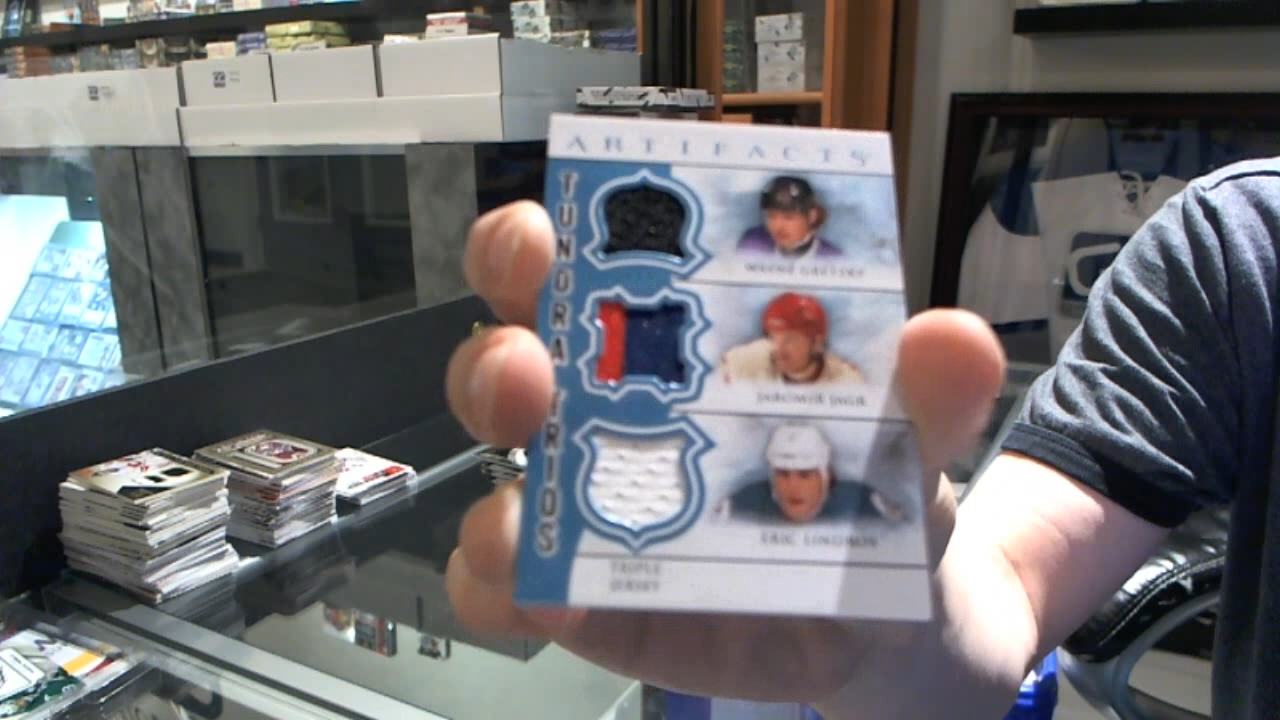 ARTIFACTS
TUNDRA TRIOS
WAYNE GRETZKY
JAROMIR JAGR
ERIC LINDROS
TRIPLE
JERSEY